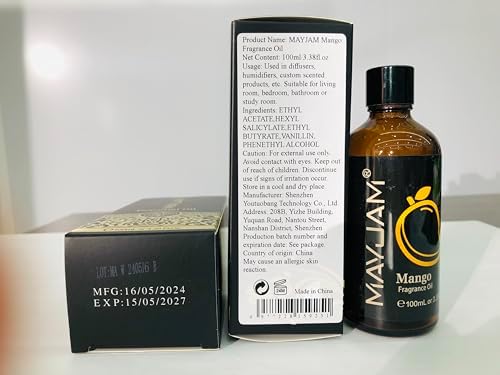 Product Name: MAYJAM Mango
Fragrance Oil
Net Content: 100ml/3.38fl.oz
Usage: Used in diffusers,
humidifiers, custom scented
products, etc. Suitable for living
room, bedroom, bathroom or
study room.
Ingredients: ETHYL
ACETATE,HEXYL
SALICYLATE,ETHYL
BUTYRATE,VANILLIN,
PHENETHYL ALCOHOL
Caution: For external use only.
Avoid contact with eyes. Keep out
of reach of children. Discontinue
use if signs of irritation occur.
Store in a cool and dry place
Manufacturer: Shenzhen
Youtuobang Technology Co., Ltd.
Address: 208B, Yizhe Building,
Yuquan Road, Nantou Street,
Nanshan District, Shenzhen
Production batch number and
expiration date: See package.
Country of origin: China
May cause an allergic skin
reaction.
24M
Made in China
MFG:16/05/2024
EXP:15/05/2027
MAYJAM®
Mango
Fragrance Oil
℮100mL